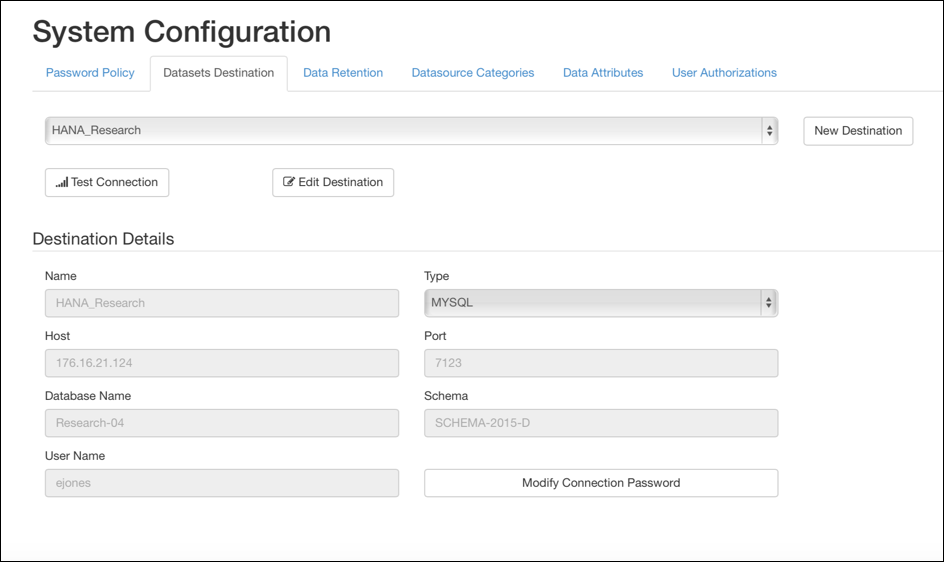 System Configuration
Password Policy Datasets Destination Data Retention Datasource Categories Data Attributes User Authorizations
HANA_Research New Destination
Test Connection Edit Destination
Destination Details
Name Type
HANA_Research MYSQL
Host Port
176.16.21.124 7123
Database Name Schema
Research-04 SCHEMA-2015-D
User Name
ejones Modify Connection Password